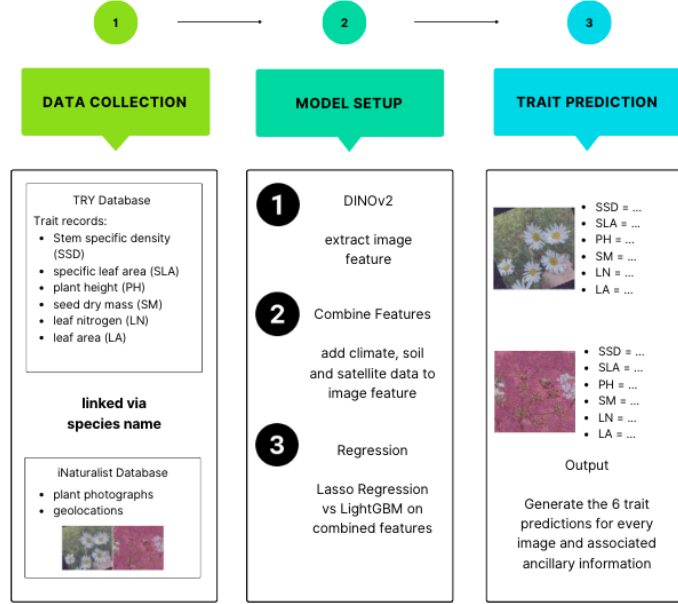 1
2
3
DATA COLLECTION
MODEL SETUP
TRAIT PREDICTION
TRY Database
Trait records:
• Stem specific density
(SSD)
• specific leaf area (SLA)
• plant height (PH)
• seed dry mass (SM)
• leaf nitrogen (LN)
• leaf area (LA)
linked via
species name
iNaturalist Database
• plant photographs
• geolocations
1
DINOv2
extract image
feature
2
Combine Features
add climate, soil
and satellite data to
image feature
3
Regression
Lasso Regression
vs LightGBM on
combined features
• SSD = ...
• SLA = ...
• PH = ...
• SM = ...
• LN = ...
• LA = ...
• SSD = ...
• SLA = ...
• PH = ...
• SM = ...
• LN = ...
• LA = ...
Output
Generate the 6 trait
predictions for every
image and associated
ancillary information